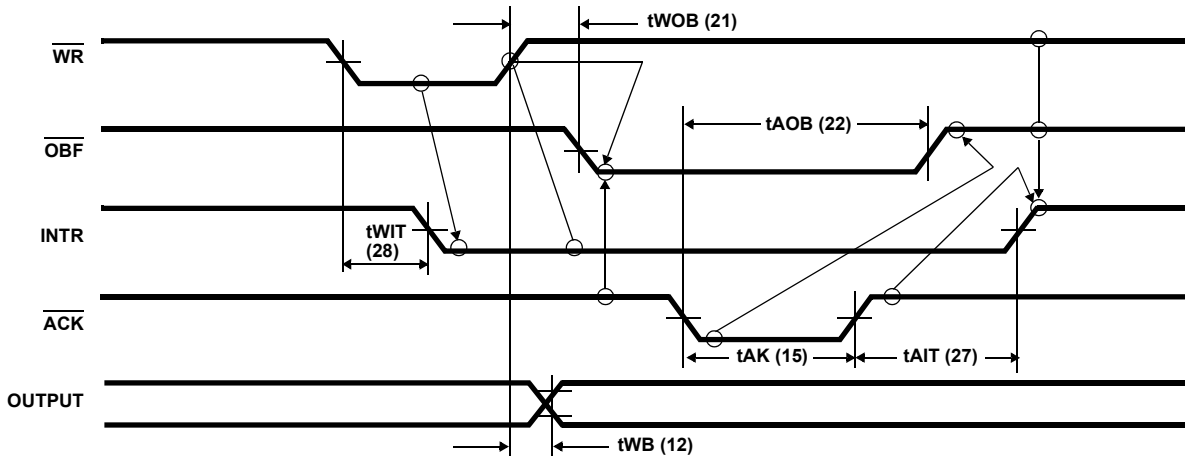 tWOB (21)
WR
tAOB (22)
OBF
INTR
tWIT
(28)
ACK
tAK (15)
tAIT (27)
OUTPUT
tWB (12)